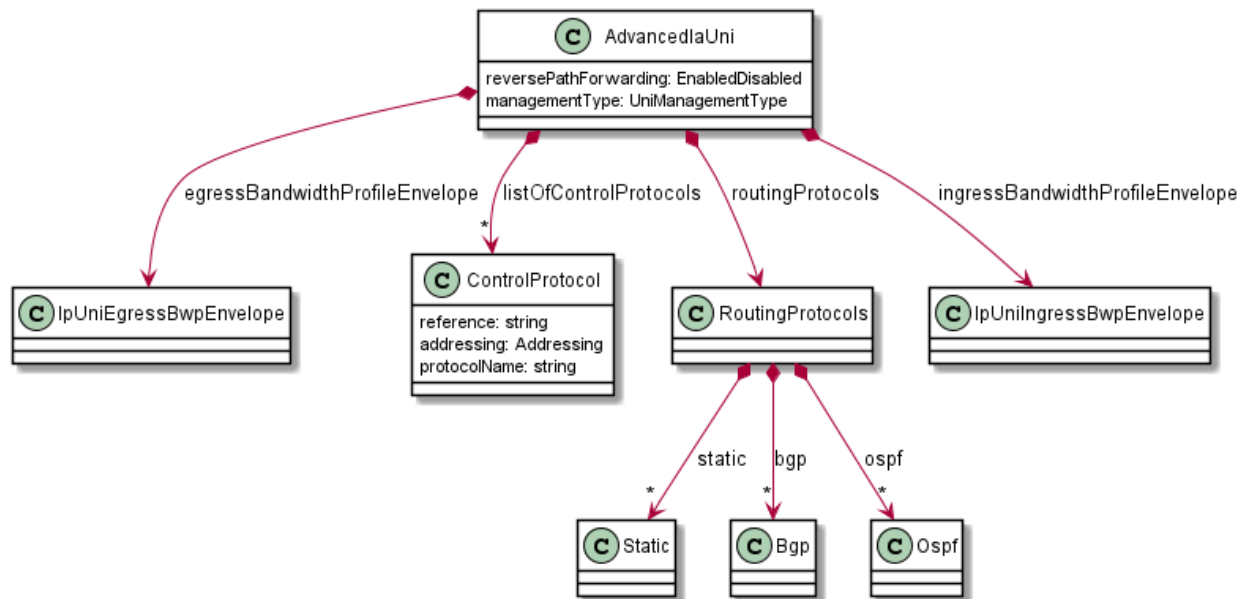 C AdvancedIaUni
reversePathForwarding: EnabledDisabled
managementType: UniManagementType
egressBandwidthProfileEnvelope
listOfControlProtocols
routingProtocols
ingressBandwidthProfileEnvelope
*
C IpUniEgressBwpEnvelope
C ControlProtocol
reference: string
addressing: Addressing
protocolName: string
C RoutingProtocols
C IpUniIngressBwpEnvelope
static
bgp
ospf
*
*
*
C Static
C Bgp
C Ospf